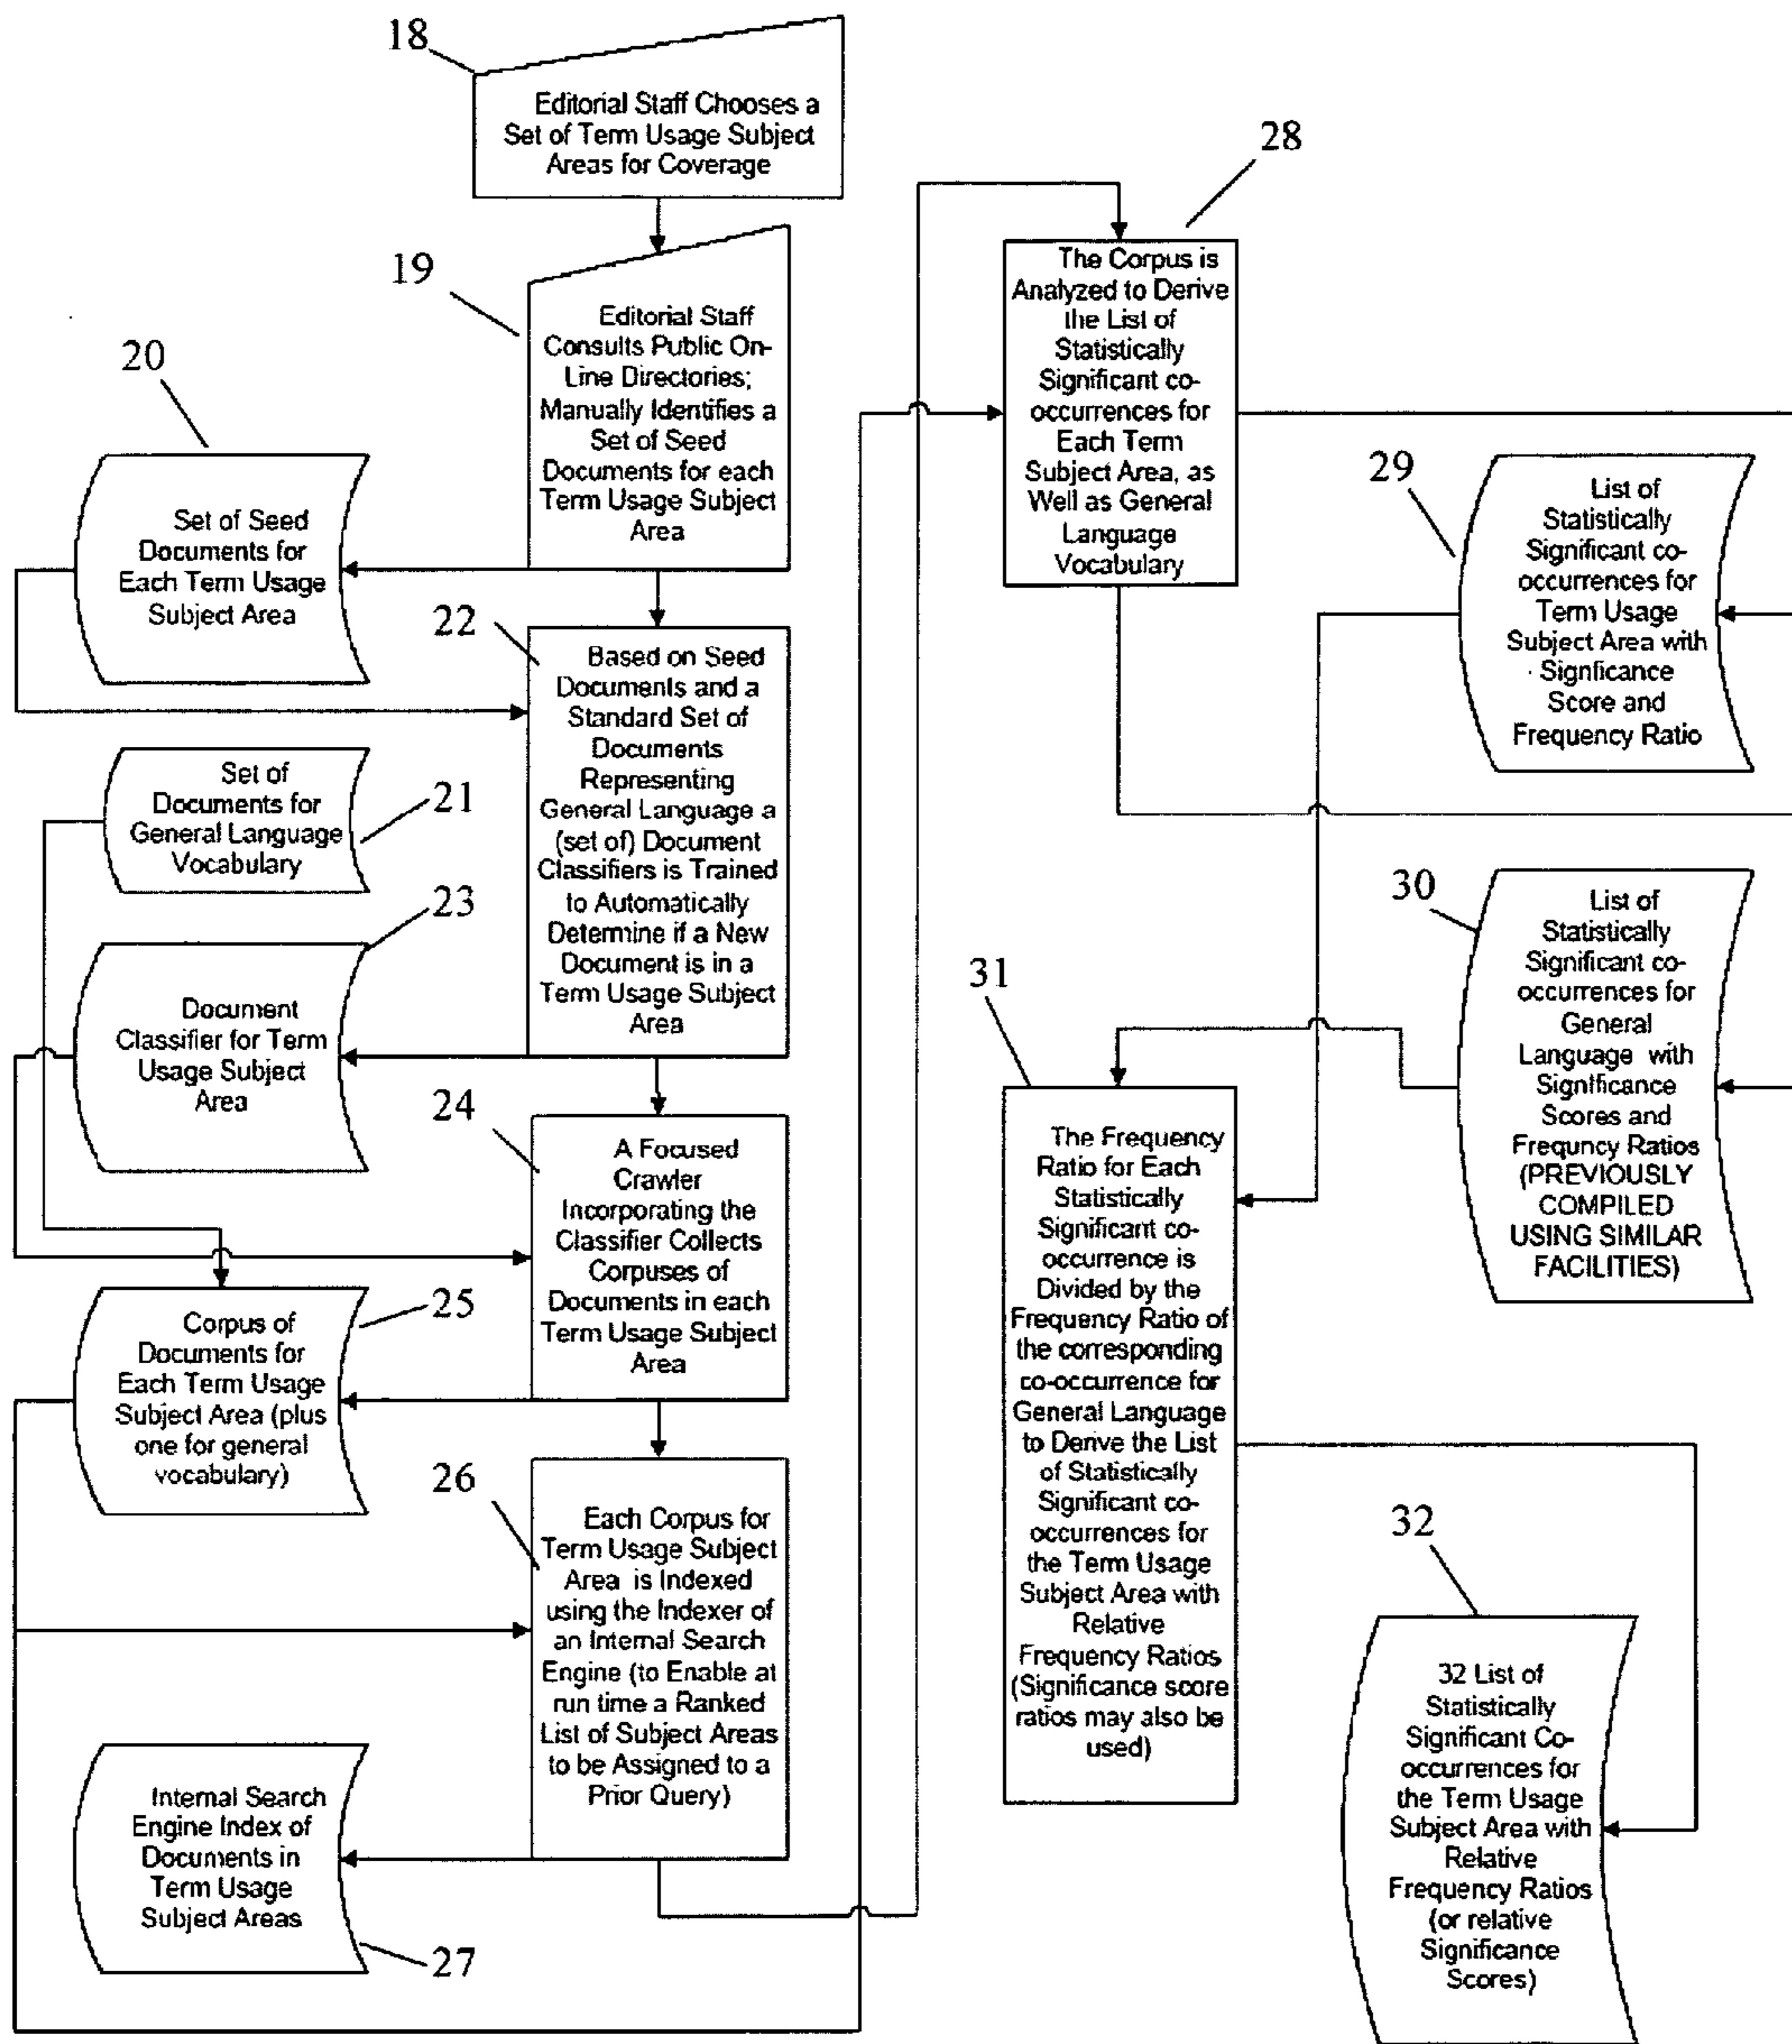 18
Editorial Staff Chooses a
Set of Term Usage Subject
Areas for Coverage
19
Editorial Staff
Consults Public On-
Line Directories;
Manually Identifies a
Set of Seed
Documents for each
Term Usage Subject
Area
20
Set of Seed
Documents for
Each Term Usage
Subject Area
21
Set of
Documents for
General Language
Vocabulary
22
Based on Seed
Documents and a
Standard Set of
Documents
Representing
General Language a
(set of) Document
Classifiers is Trained
to Automatically
Determine if a New
Document is in a
Term Usage Subject
Area
23
Document
Classifier for Term
Usage Subject
Area
24
A Focused
Crawler
Incorporating the
Classifier Collects
Corpuses of
Documents in each
Term Usage Subject
Area
25
Corpus of
Documents for
Each Term Usage
Subject Area (plus
one for general
vocabulary)
26
Each Corpus for
Term Usage Subject
Area is Indexed
using the Indexer of
an Internal Search
Engine (to Enable at
run time a Ranked
List of Subject Areas
to be Assigned to a
Prior Query)
27
Internal Search
Engine Index of
Documents in
Term Usage
Subject Areas
28
The Corpus is
Analyzed to Derive
the List of
Statistically
Significant co-
occurrences for
Each Term
Subject Area, as
Well as General
Language
Vocabulary
29
List of
Statistically
Significant co-
occurrences for
Term Usage
Subject Area with
Signficance
Score and
Frequency Ratio
30
List of
Statistically
Significant co-
occurrences for
General
Language with
Significance
Scores and
Frequncy Ratios
(PREVIOUSLY
COMPILED
USING SIMILAR
FACILITIES)
31
The Frequency
Ratio for Each
Statistically
Significant co-
occurrence is
Divided by the
Frequency Ratio of
the corresponding
co-occurrence for
General Language
to Derive the List
of Statistically
Significant co-
occurrences for
the Term Usage
Subject Area with
Relative
Frequency Ratios
(Significance score
ratios may also be
used)
32
32 List of
Statistically
Significant Co-
occurrences for
the Term Usage
Subject Area with
Relative
Frequency Ratios
(or relative
Significance
Scores)